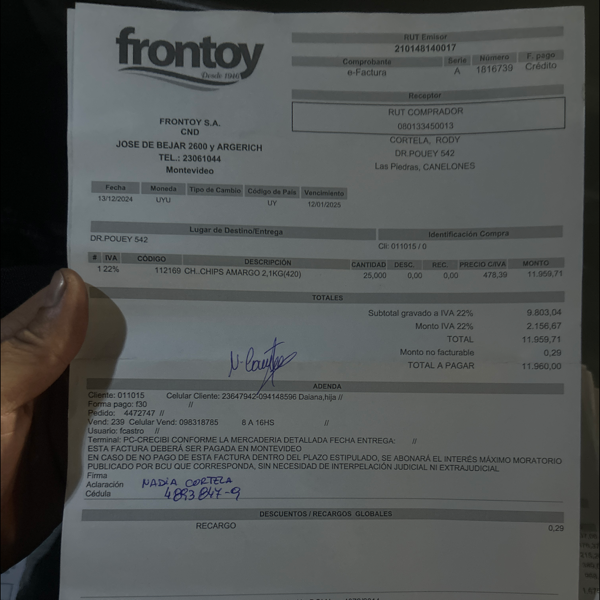 frontoy
Desde 1940
RUT Emisor
210148140017
Comprobante Serie Número F. pago
e-Factura A 1816739 Crédito
Receptor
RUT COMPRADOR
080133450013
CORTELA, RODY
DR.POUEY 542
Las Piedras, CANELONES
FRONTOY S.A.
CND
JOSE DE BEJAR 2600 y ARGERICH
TEL.: 23061044
Montevideo
Fecha Moneda Tipo de Cambio Código de Pais Vencimiento
13/12/2024 UYU UY 12/01/2025
Lugar de Destino/Entrega Identificación Compra
DR.POUEY 542 Cli: 011015 / 0
# IVA CÓDIGO DESCRIPCIÓN CANTIDAD DESC. REC. PRECIO C/IVA MONTO
1 22% 112169 CH..CHIPS AMARGO 2,1KG(420) 25,000 0,00 0,00 478,39 11.959,71
TOTALES
Subtotal gravado a IVA 22% 9.803,04
Monto IVA 22% 2.156,67
TOTAL 11.959,71
Monto no facturable 0,29
TOTAL A PAGAR 11.960,00
ADENDA
Cliente: 011015 Celular Cliente: 23647942-094148596 Daiana,hija //
Forma pago: f30 //
Pedido: 4472747 //
Vend: 239 Celular Vend: 098318785 8 A 16HS //
Usuario: fcastro //
Terminal: PC-CRECIBI CONFORME LA MERCADERIA DETALLADA FECHA ENTREGA: //
ESTA FACTURA DEBERÁ SER PAGADA EN MONTEVIDEO
EN CASO DE NO PAGO DE ESTA FACTURA DENTRO DEL PLAZO ESTIPULADO, SE ABONARÁ EL INTERÉS MÁXIMO MORATORIO
PUBLICADO POR BCU QUE CORRESPONDA, SIN NECESIDAD DE INTERPELACIÓN JUDICIAL NI EXTRAJUDICIAL
Firma
Aclaración NADIA CORTELA
Cédula 4893847-9
DESCUENTOS / RECARGOS GLOBALES
RECARGO 0,29